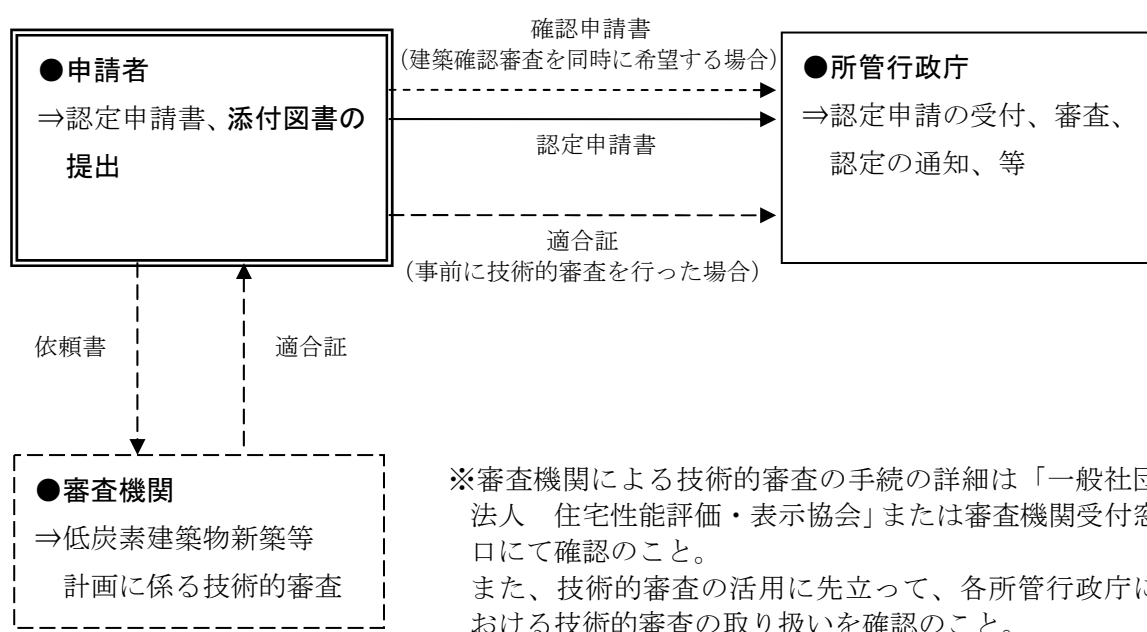 確認申請書
(建築確認審査を同時に希望する場合)
●申請者
⇒認定申請書、添付図書の
提出
●所管行政庁
⇒認定申請の受付、審査、
認定の通知、等
認定申請書
適合証
(事前に技術的審査を行った場合)
依頼書
適合証
●審査機関
⇒低炭素建築物新築等
計画に係る技術的審査
※審査機関による技術的審査の手続の詳細は「一般社団
法人　住宅性能評価・表示協会」または審査機関受付窓
口にて確認のこと。
また、技術的審査の活用に先立って、各所管行政庁に
おける技術的審査の取り扱いを確認のこと。